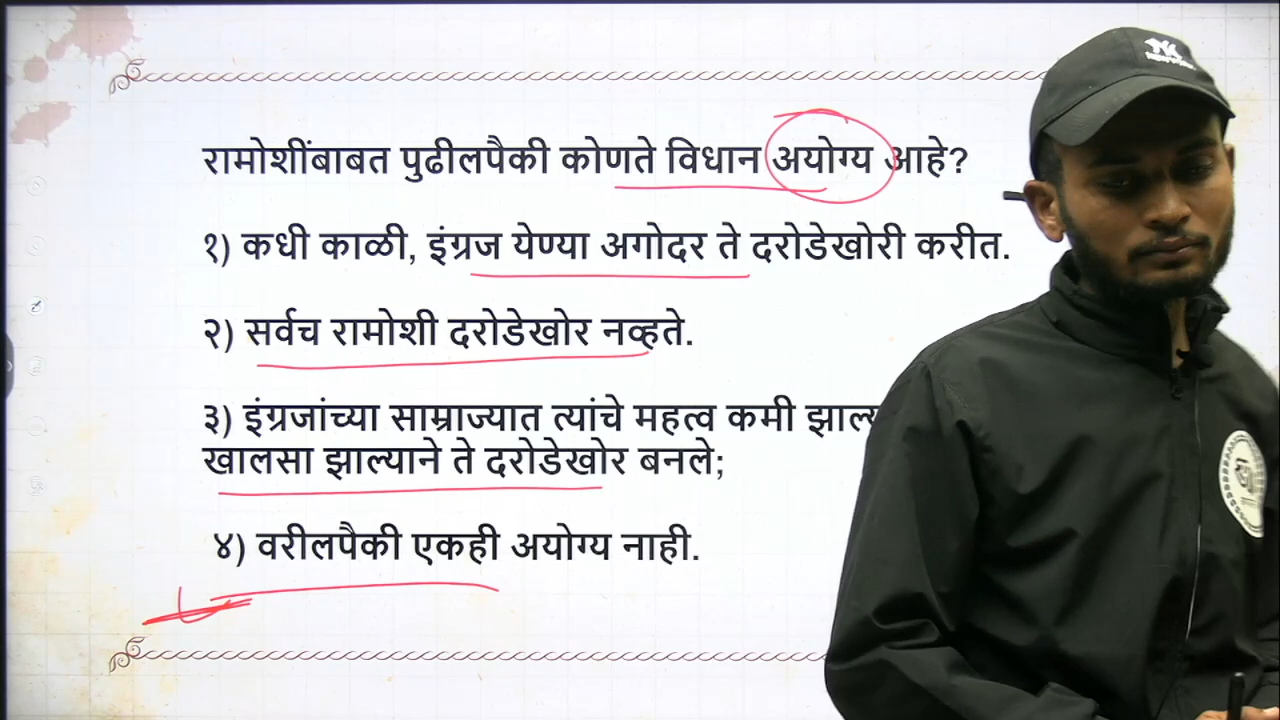 रामोशींबाबत पुढीलपैकी कोणते विधान अयोग्य आहे?
१) कधी काळी, इंग्रज येण्या अगोदर ते दरोडेखोरी करीत.
२) सर्वच रामोशी दरोडेखोर नव्हते.
३) इंग्रजांच्या साम्राज्यात त्यांचे महत्व कमी
खालसा झाल्याने ते दरोडेखोर बनले;
४) वरीलपैकी एकही अयोग्य नाही.